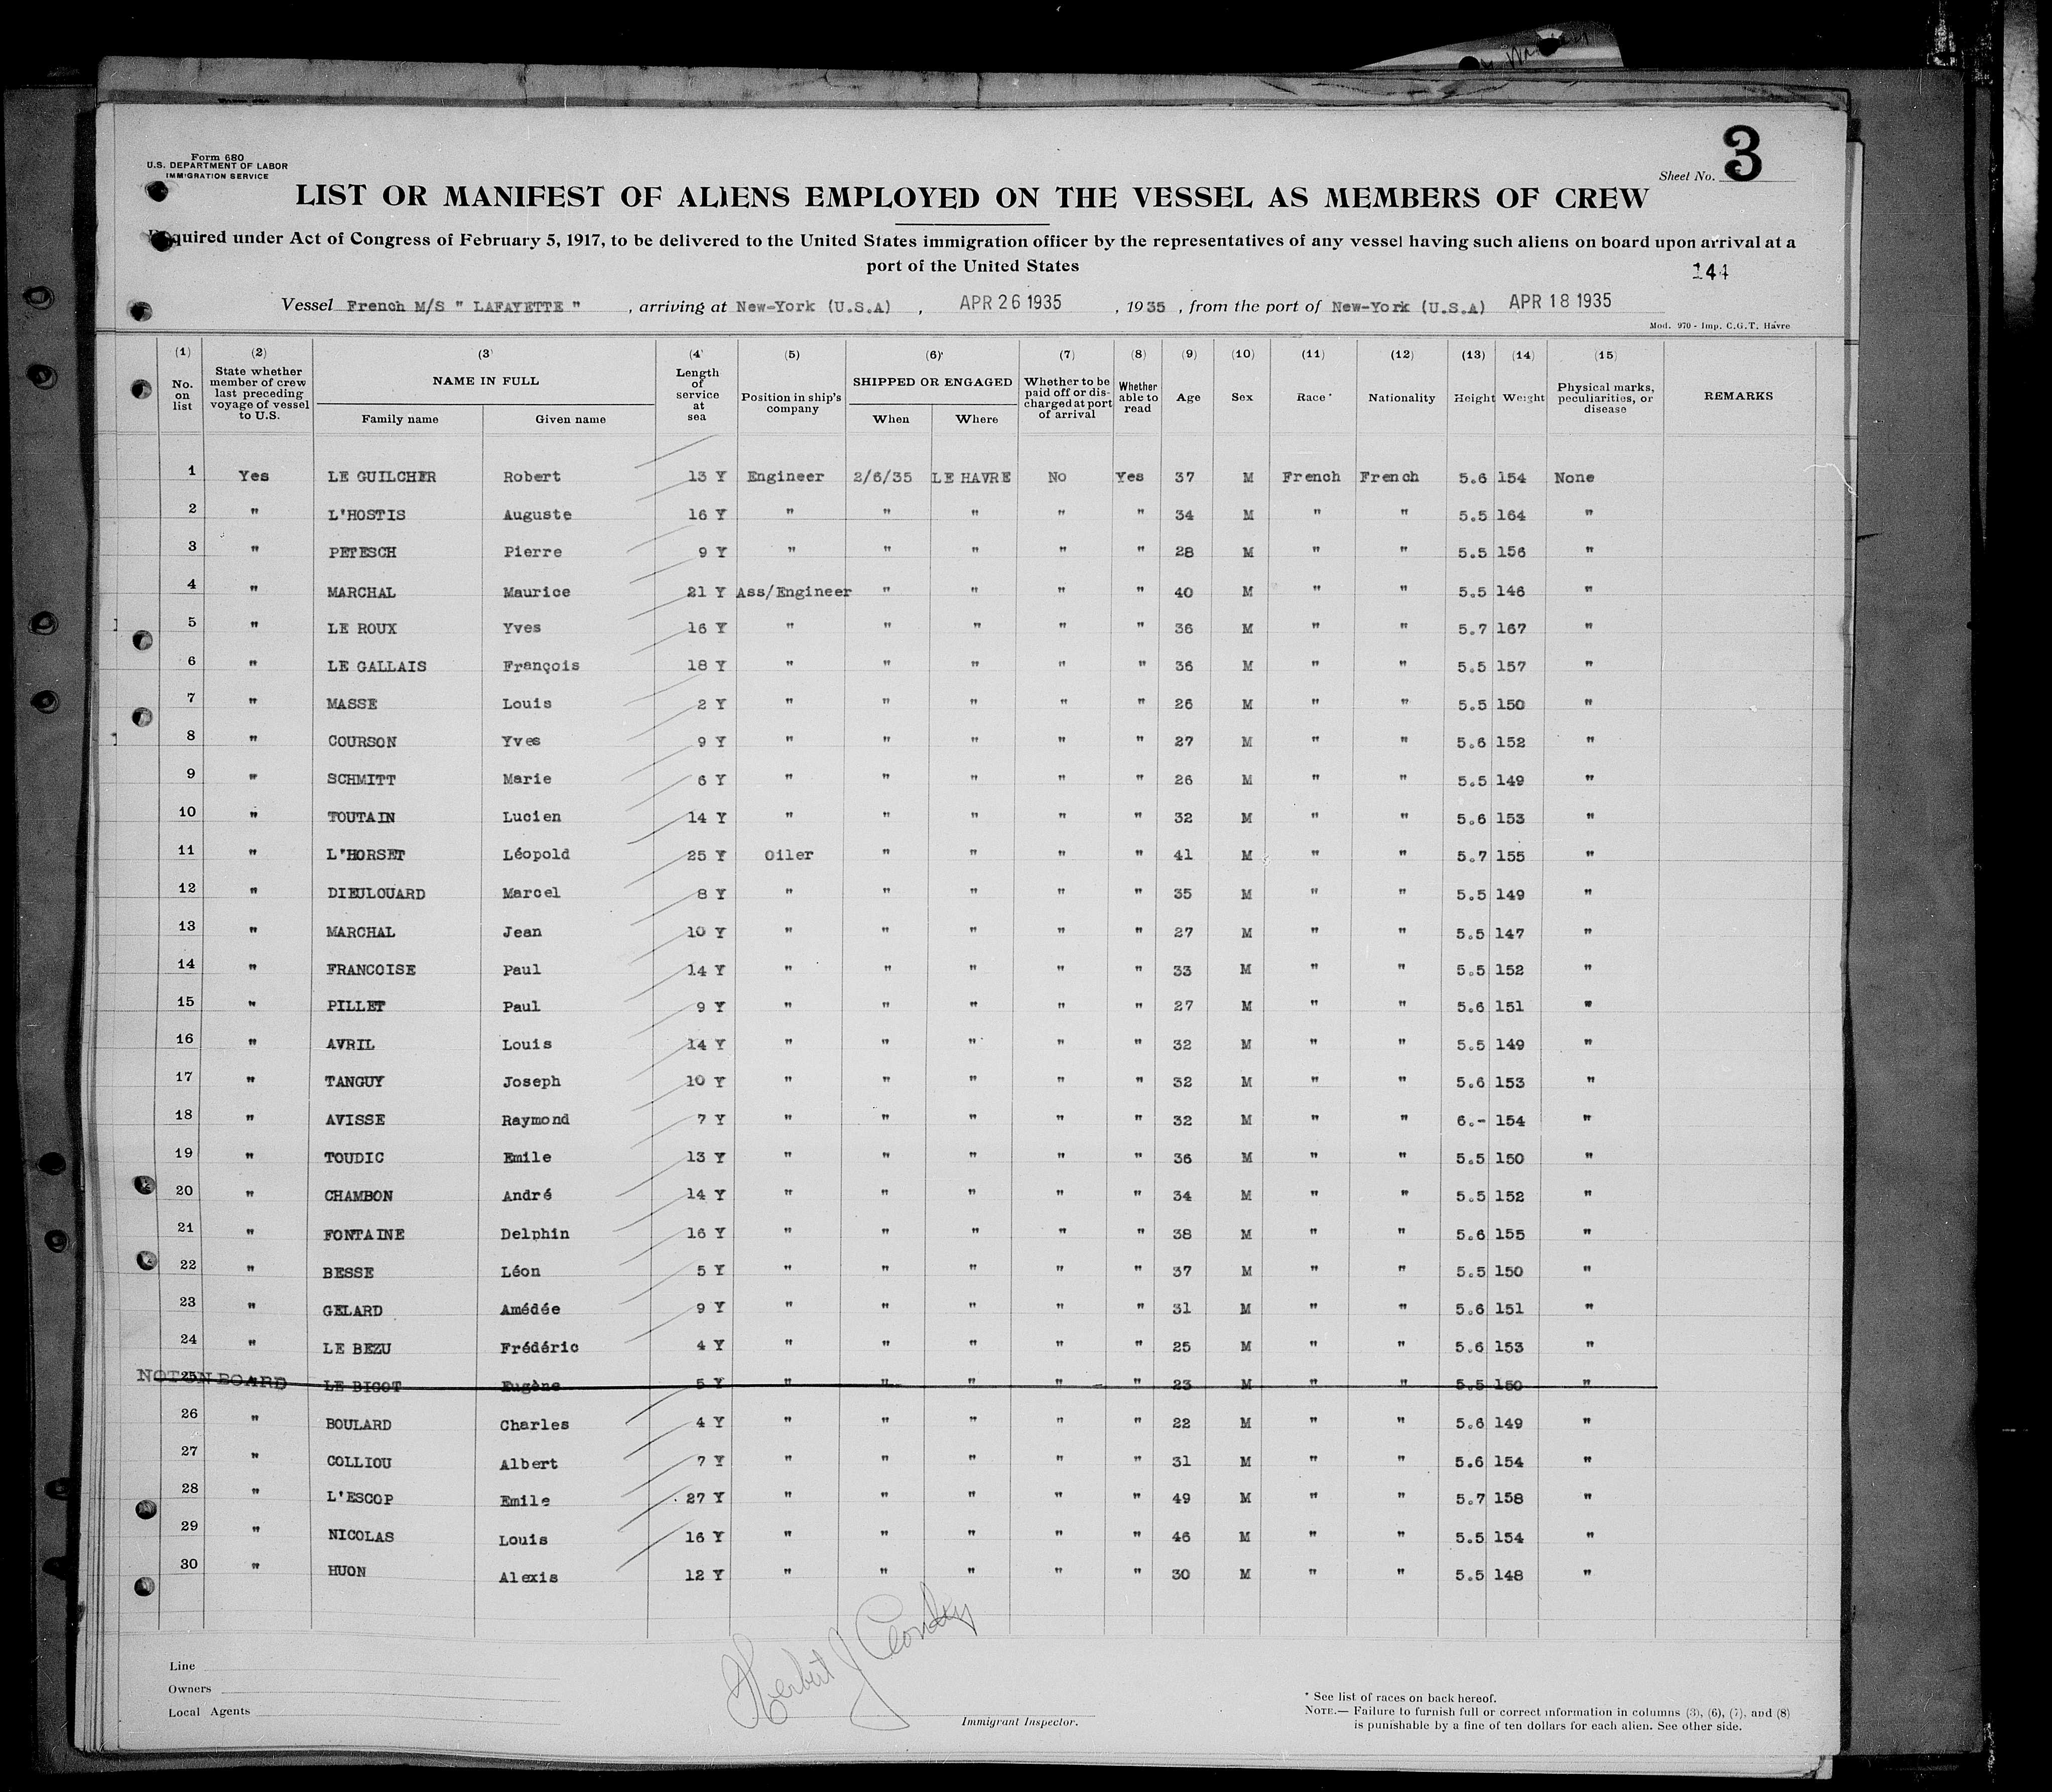 Form 680
U.S. DEPARTMENT OF LABOR
IMMIGRATION SERVICE
Sheet No. 3
LIST OR MANIFEST OF ALIENS EMPLOYED ON THE VESSEL AS MEMBERS OF CREW
Required under Act of Congress of February 5, 1917, to be delivered to the United States immigration officer by the representatives of any vessel having such aliens on board upon arrival at a
port of the United States
144
Vessel French M/S " LAFAYETTE " , arriving at New-York (U.S.A) , APR 26 1935 , 1935 , from the port of New-York (U.S.A) APR 18 1935
Mod. 970 - Imp. C.G.T. Havre
(1) (2) (3) (4) (5) (6) (7) (8) (9) (10) (11) (12) (13) (14) (15)
No. on list State whether member of crew last preceding voyage of vessel to U.S. NAME IN FULL Family name Given name Length of service at sea Position in ship's company SHIPPED OR ENGAGED When Where Whether to be paid off or discharged at port of arrival Whether able to read Age Sex Race * Nationality Height Weight Physical marks, peculiarities, or disease REMARKS
1 Yes LE GUILCHER Robert 13 Y Engineer 2/6/35 LE HAVRE No Yes 37 M French French 5.6 154 None
2 " L'HOSTIS Auguste 16 Y " " " " " 34 M " " 5.5 164 "
3 " PETESCH Pierre 9 Y " " " " " 28 M " " 5.5 156 "
4 " MARCHAL Maurice 21 Y Ass/Engineer " " " " 40 M " " 5.5 146 "
5 " LE ROUX Yves 16 Y " " " " " 36 M " " 5.7 167 "
6 " LE GALLAIS François 18 Y " " " " " 36 M " " 5.5 157 "
7 " MASSE Louis 2 Y " " " " " 26 M " " 5.5 150 "
8 " COURSON Yves 9 Y " " " " " 27 M " " 5.6 152 "
9 " SCHMITT Marie 6 Y " " " " " 26 M " " 5.5 149 "
10 " TOUTAIN Lucien 14 Y " " " " " 32 M " " 5.6 153 "
11 " L'HORSET Léopold 25 Y Oiler " " " " 41 M " " 5.7 155 "
12 " DIEULOUARD Marcel 8 Y " " " " " 35 M " " 5.5 149 "
13 " MARCHAL Jean 10 Y " " " " " 27 M " " 5.5 147 "
14 " FRANCOISE Paul 14 Y " " " " " 33 M " " 5.5 152 "
15 " PILLET Paul 9 Y " " " " " 27 M " " 5.6 151 "
16 " AVRIL Louis 14 Y " " " " " 32 M " " 5.5 149 "
17 " TANGUY Joseph 10 Y " " " " " 32 M " " 5.6 153 "
18 " AVISSE Raymond 7 Y " " " " " 32 M " " 6.- 154 "
19 " TOUDIC Emile 13 Y " " " " " 36 M " " 5.5 150 "
20 " CHAMBON André 14 Y " " " " " 34 M " " 5.5 152 "
21 " FONTAINE Delphin 16 Y " " " " " 38 M " " 5.6 155 "
22 " BESSE Léon 5 Y " " " " " 37 M " " 5.5 150 "
23 " GELARD Amédée 9 Y " " " " " 31 M " " 5.6 151 "
24 " LE BEZU Frédéric 4 Y " " " " " 25 M " " 5.6 153 "
NOT ON BOARD 25 " LE BIGOT Eugène 5 Y " " " " " 23 M " " 5.5 150 "
26 " BOULARD Charles 4 Y " " " " " 22 M " " 5.6 149 "
27 " COLLIOU Albert 7 Y " " " " " 31 M " " 5.6 154 "
28 " L'ESCOP Emile 27 Y " " " " " 49 M " " 5.7 158 "
29 " NICOLAS Louis 16 Y " " " " " 46 M " " 5.5 154 "
30 " HUON Alexis 12 Y " " " " " 30 M " " 5.5 148 "
Line
Owners
Local Agents
Herbert J
Immigrant Inspector.
* See list of races on back hereof.
NOTE.— Failure to furnish full or correct information in columns (3), (6), (7), and (8)
is punishable by a fine of ten dollars for each alien. See other side.